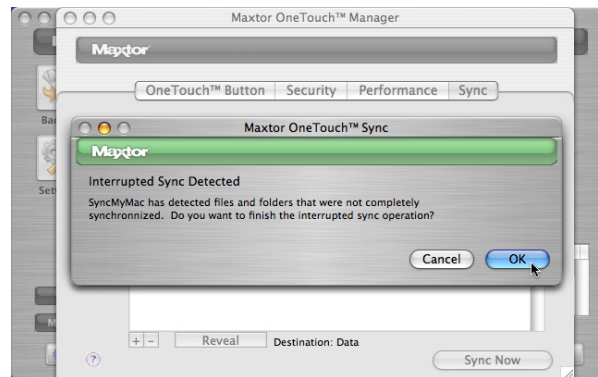 Maxtor OneTouch™ Manager
Maxtor
OneTouch™ Button Security Performance Sync
Maxtor OneTouch™ Sync
Maxtor
Interrupted Sync Detected
SyncMyMac has detected files and folders that were not completely
synchronnized. Do you want to finish the interrupted sync operation?
Cancel OK
+ - Reveal Destination: Data
? Sync Now